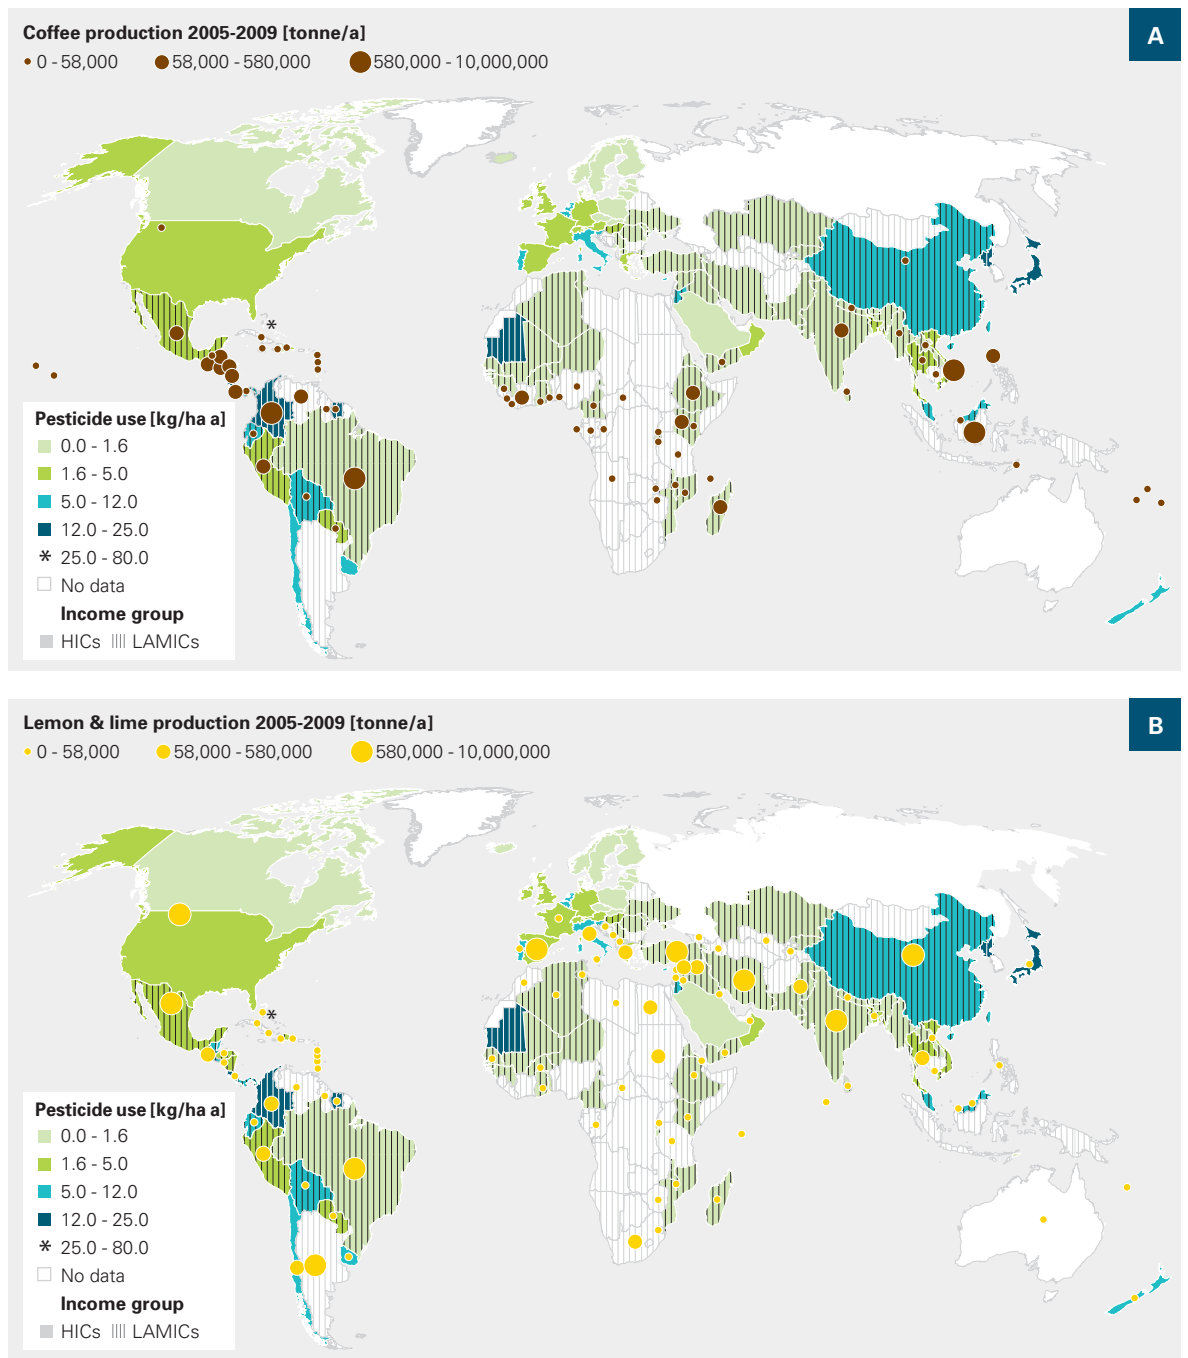 Coffee production 2005-2009 [tonne/a]
A
0 - 58,000 58,000 - 580,000 580,000 - 10,000,000
*
Pesticide use [kg/ha a]
0.0 - 1.6
1.6 - 5.0
5.0 - 12.0
12.0 - 25.0
* 25.0 - 80.0
No data
Income group
HICs LAMICs
Lemon & lime production 2005-2009 [tonne/a]
B
0 - 58,000 58,000 - 580,000 580,000 - 10,000,000
*
Pesticide use [kg/ha a]
0.0 - 1.6
1.6 - 5.0
5.0 - 12.0
12.0 - 25.0
* 25.0 - 80.0
No data
Income group
HICs LAMICs